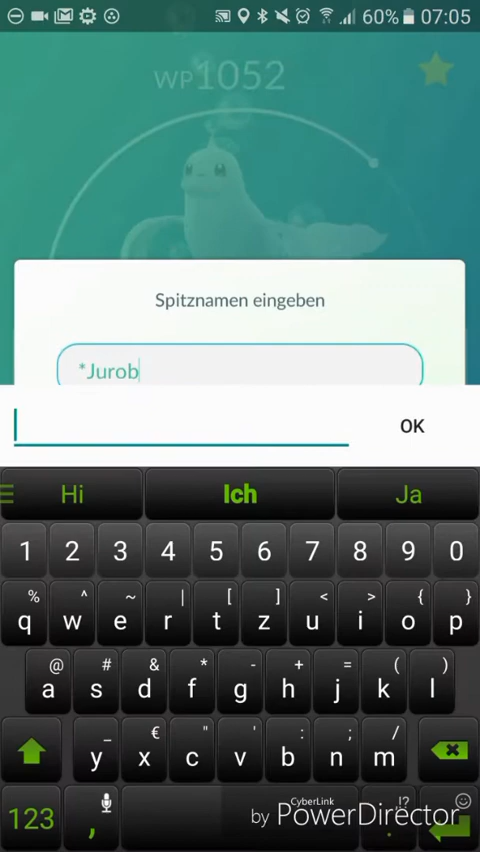 60% 07:05
WP1052
Spitznamen eingeben
*Jurob
OK
Hi Ich Ja
1 2 3 4 5 6 7 8 9 0
% ^ ~ | [ ] < > { }
q w e r t z u i o p
@ # & * - + = ( )
a s d f g h j k l
_ € " ' : ; /
y x c v b n m
123 , . ,!?
by CyberLink PowerDirector